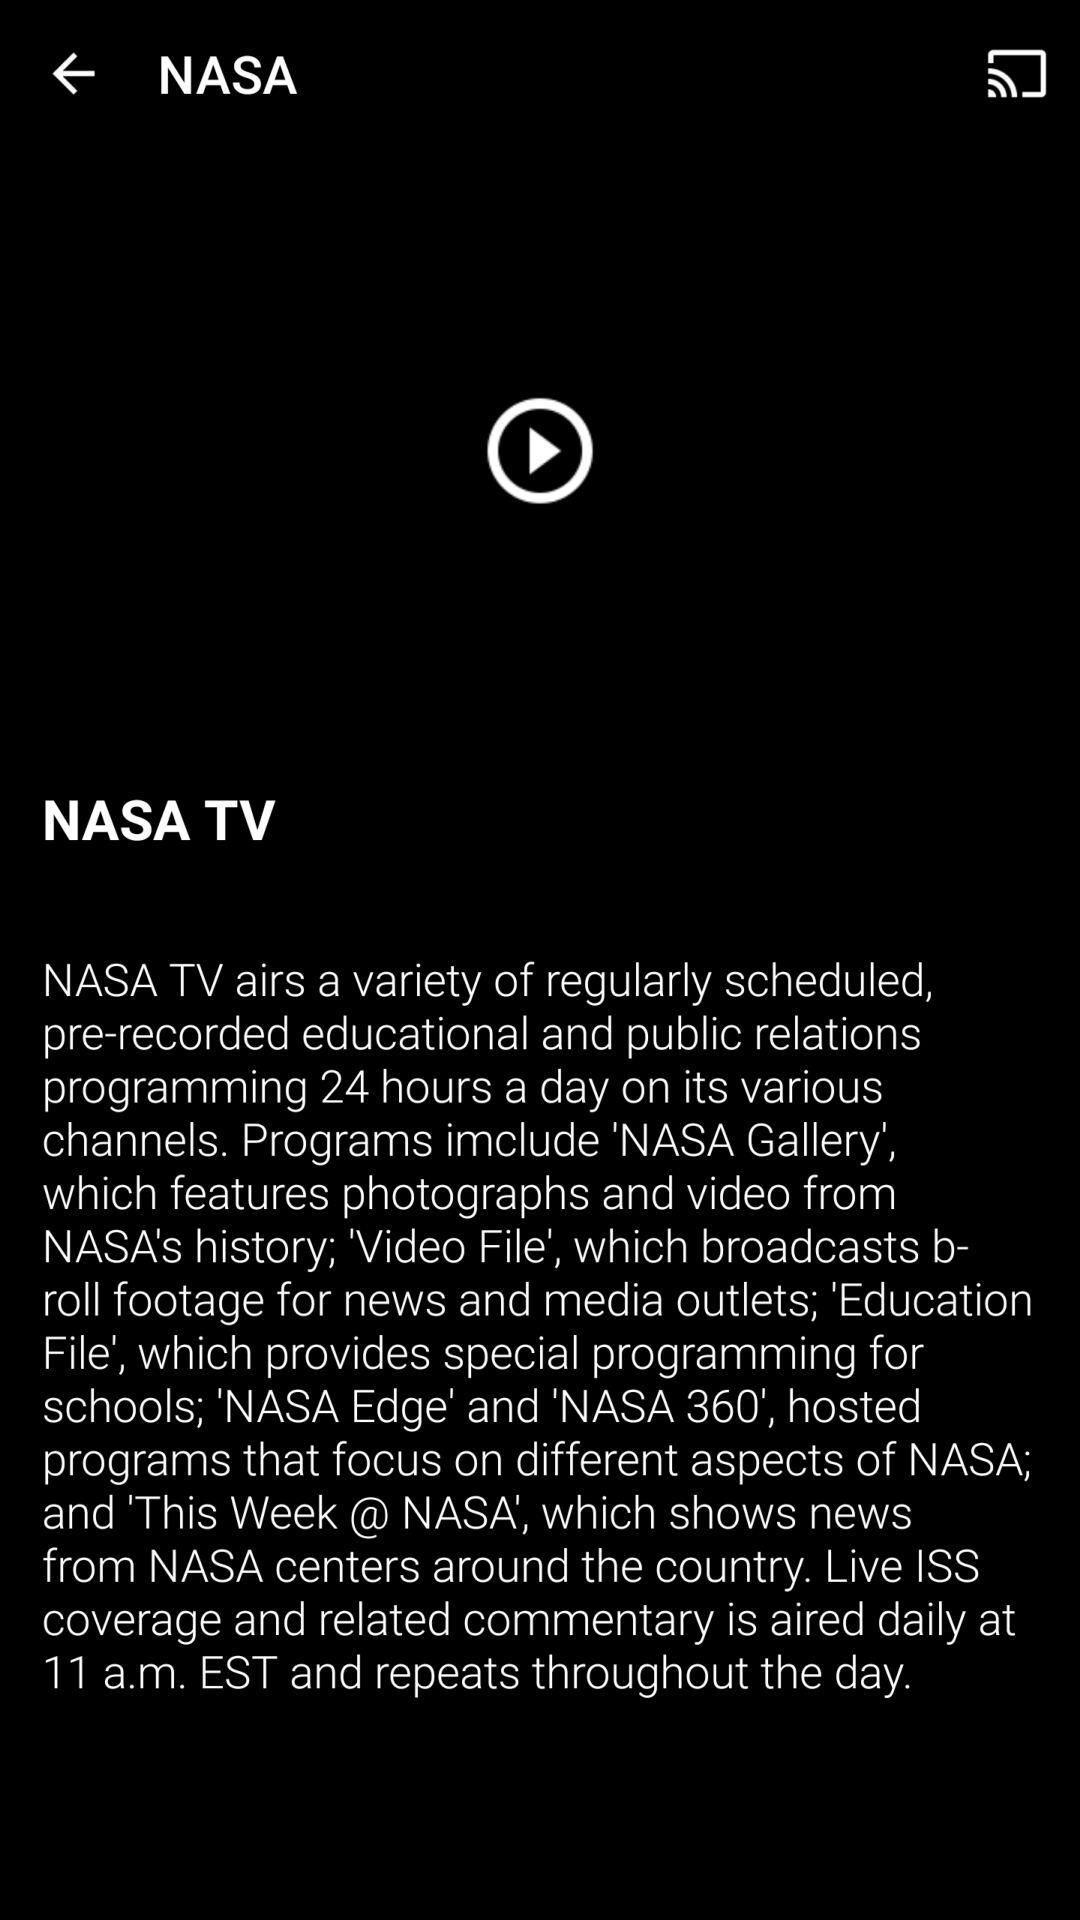 NASA
NASA TV
NASA TV airs a variety of regularly scheduled,
pre-recorded educational and public relations
programming 24 hours a day on its various
channels. Programs imclude 'NASA Gallery',
which features photographs and video from
NASA's history; 'Video File', which broadcasts b-
roll footage for news and media outlets; 'Education
File', which provides special programming for
schools; 'NASA Edge' and 'NASA 360', hosted
programs that focus on different aspects of NASA;
and 'This Week @ NASA', which shows news
from NASA centers around the country. Live ISS
coverage and related commentary is aired daily at
11 a.m. EST and repeats throughout the day.